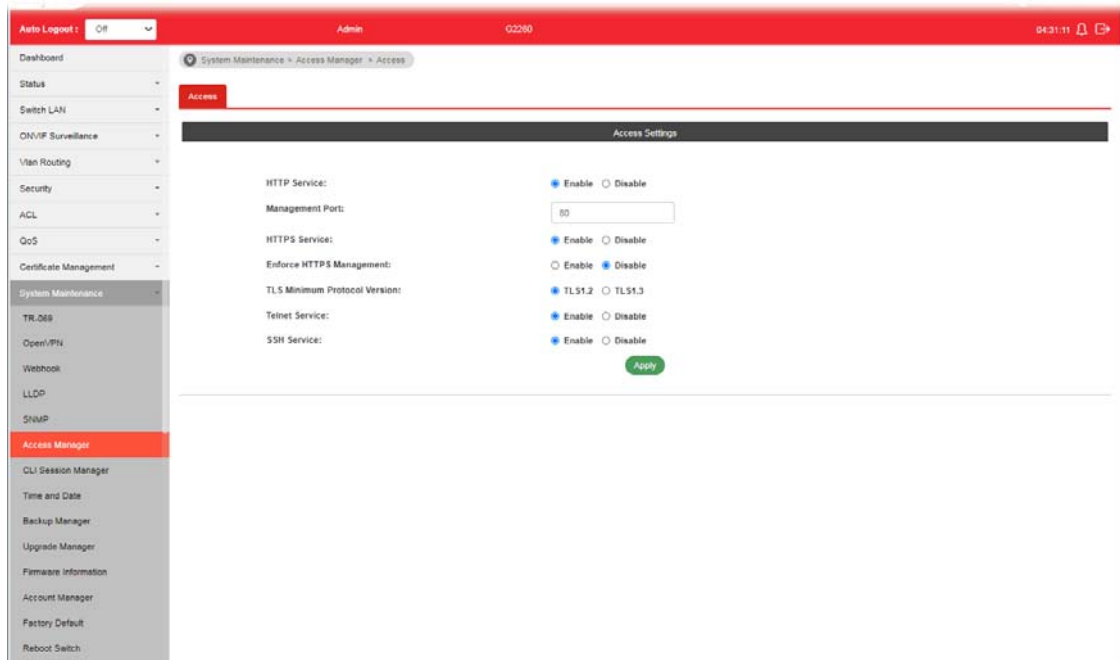 Auto Logout : Off Admin G2280 04:31:11
Dashboard
Status
Switch LAN
ONVIF Surveillance
Vlan Routing
Security
ACL
QoS
Certificate Management
System Maintenance
TR-069
OpenVPN
Webhook
LLDP
SNMP
Access Manager
CLI Session Manager
Time and Date
Backup Manager
Upgrade Manager
Firmware Information
Account Manager
Factory Default
Reboot Switch
System Maintenance » Access Manager » Access
Access
Access Settings
HTTP Service: Enable Disable
Management Port: 80
HTTPS Service: Enable Disable
Enforce HTTPS Management: Enable Disable
TLS Minimum Protocol Version: TLS1.2 TLS1.3
Telnet Service: Enable Disable
SSH Service: Enable Disable
Apply